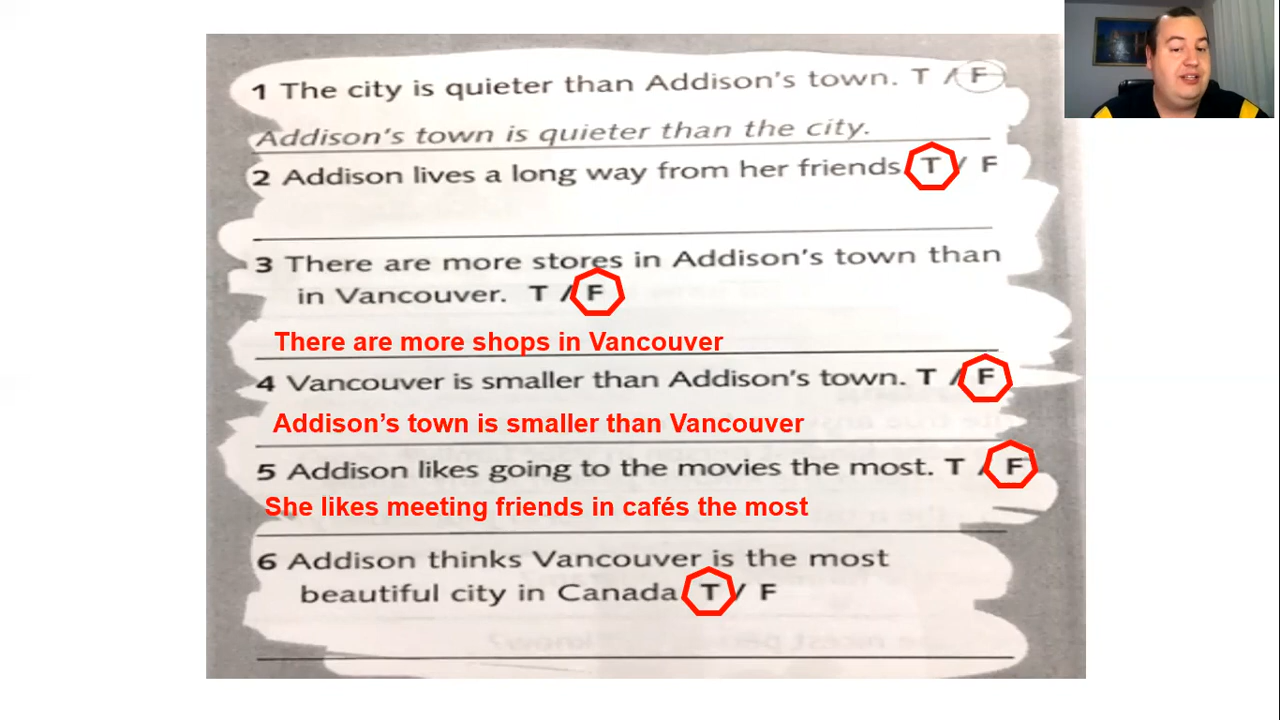 1 The city is quieter than Addison's town. T / F
Addison's town is quieter than the city.
2 Addison lives a long way from her friends T / F
3 There are more stores in Addison's town than
in Vancouver. T / F
There are more shops in Vancouver
4 Vancouver is smaller than Addison's town. T / F
Addison’s town is smaller than Vancouver
5 Addison likes going to the movies the most. T / F
She likes meeting friends in cafés the most
6 Addison thinks Vancouver is the most
beautiful city in Canada T / F